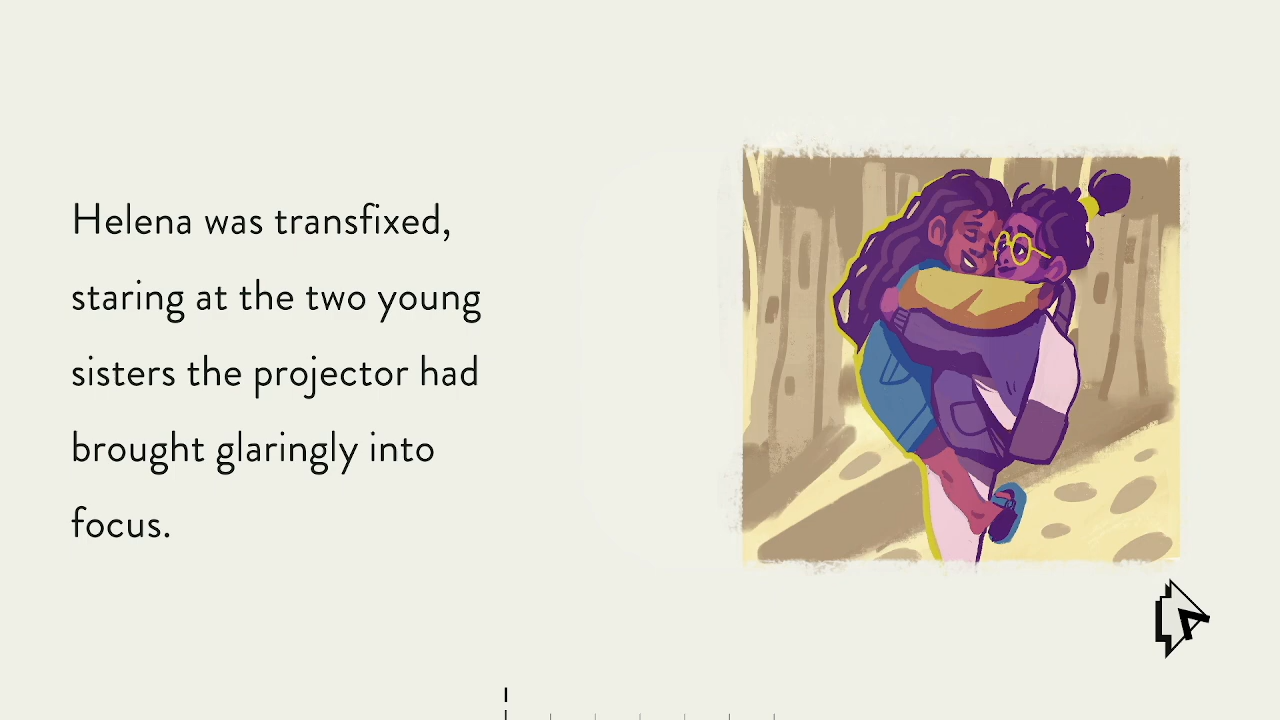 Helena was transfixed,
staring at the two young
sisters the projector had
brought glaringly into
focus.
A